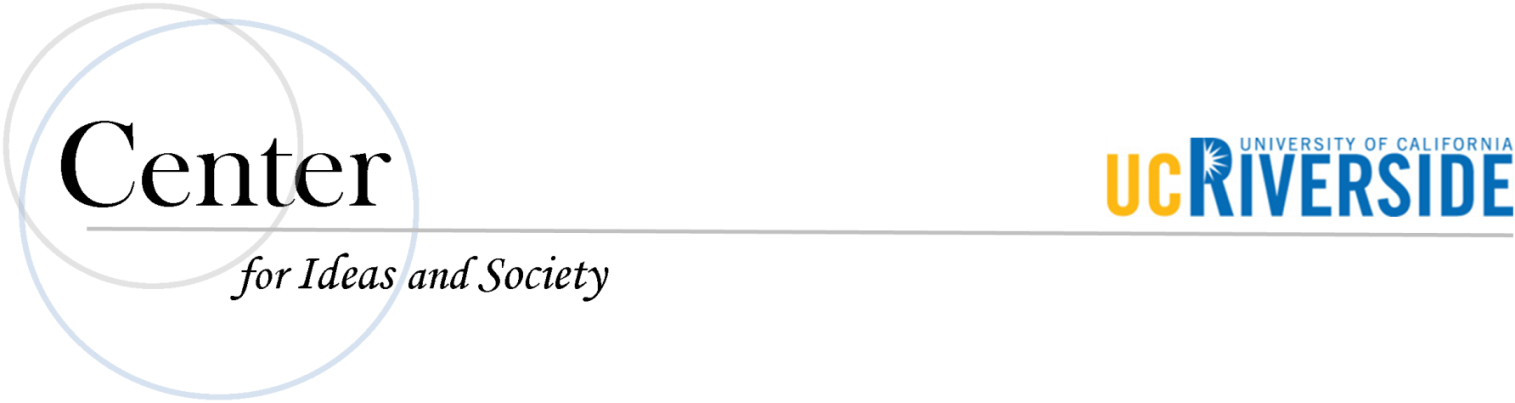 Center
for Ideas and Society
UNIVERSITY OF CALIFORNIA
UCRIVERSIDE